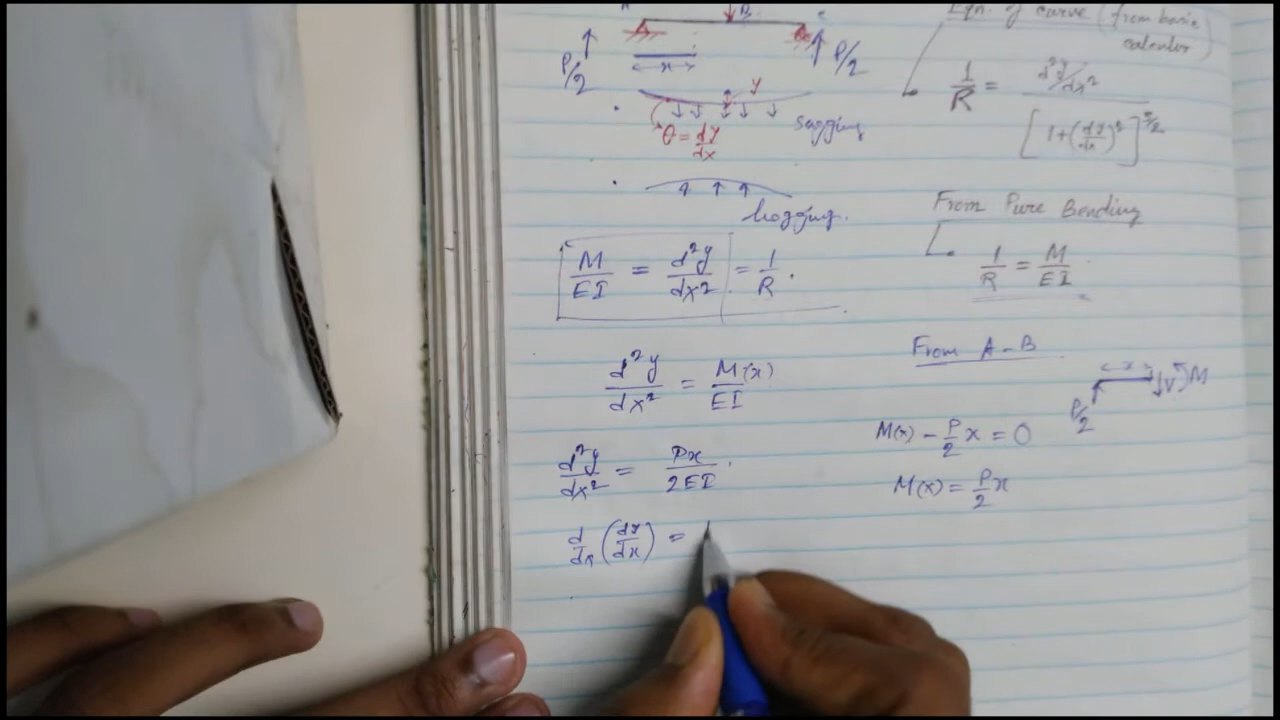 B
P/2
P/2
x
y
θ = dy/dx
sagging
hogging.
M/EI = d²y/dx² = 1/R .
d²y/dx² = M(x)/EI
d²y/dx² = Px/2EI .
d/dx (dy/dx) =
Eqn. of curve (from basic
calculus)
1/R = d²y/dx² / [1+(dy/dx)²]^3/2
From Pure Bending
1/R = M/EI
From A-B
x
V M
P/2
M(x) - P/2 x = 0
M(x) = P/2 x